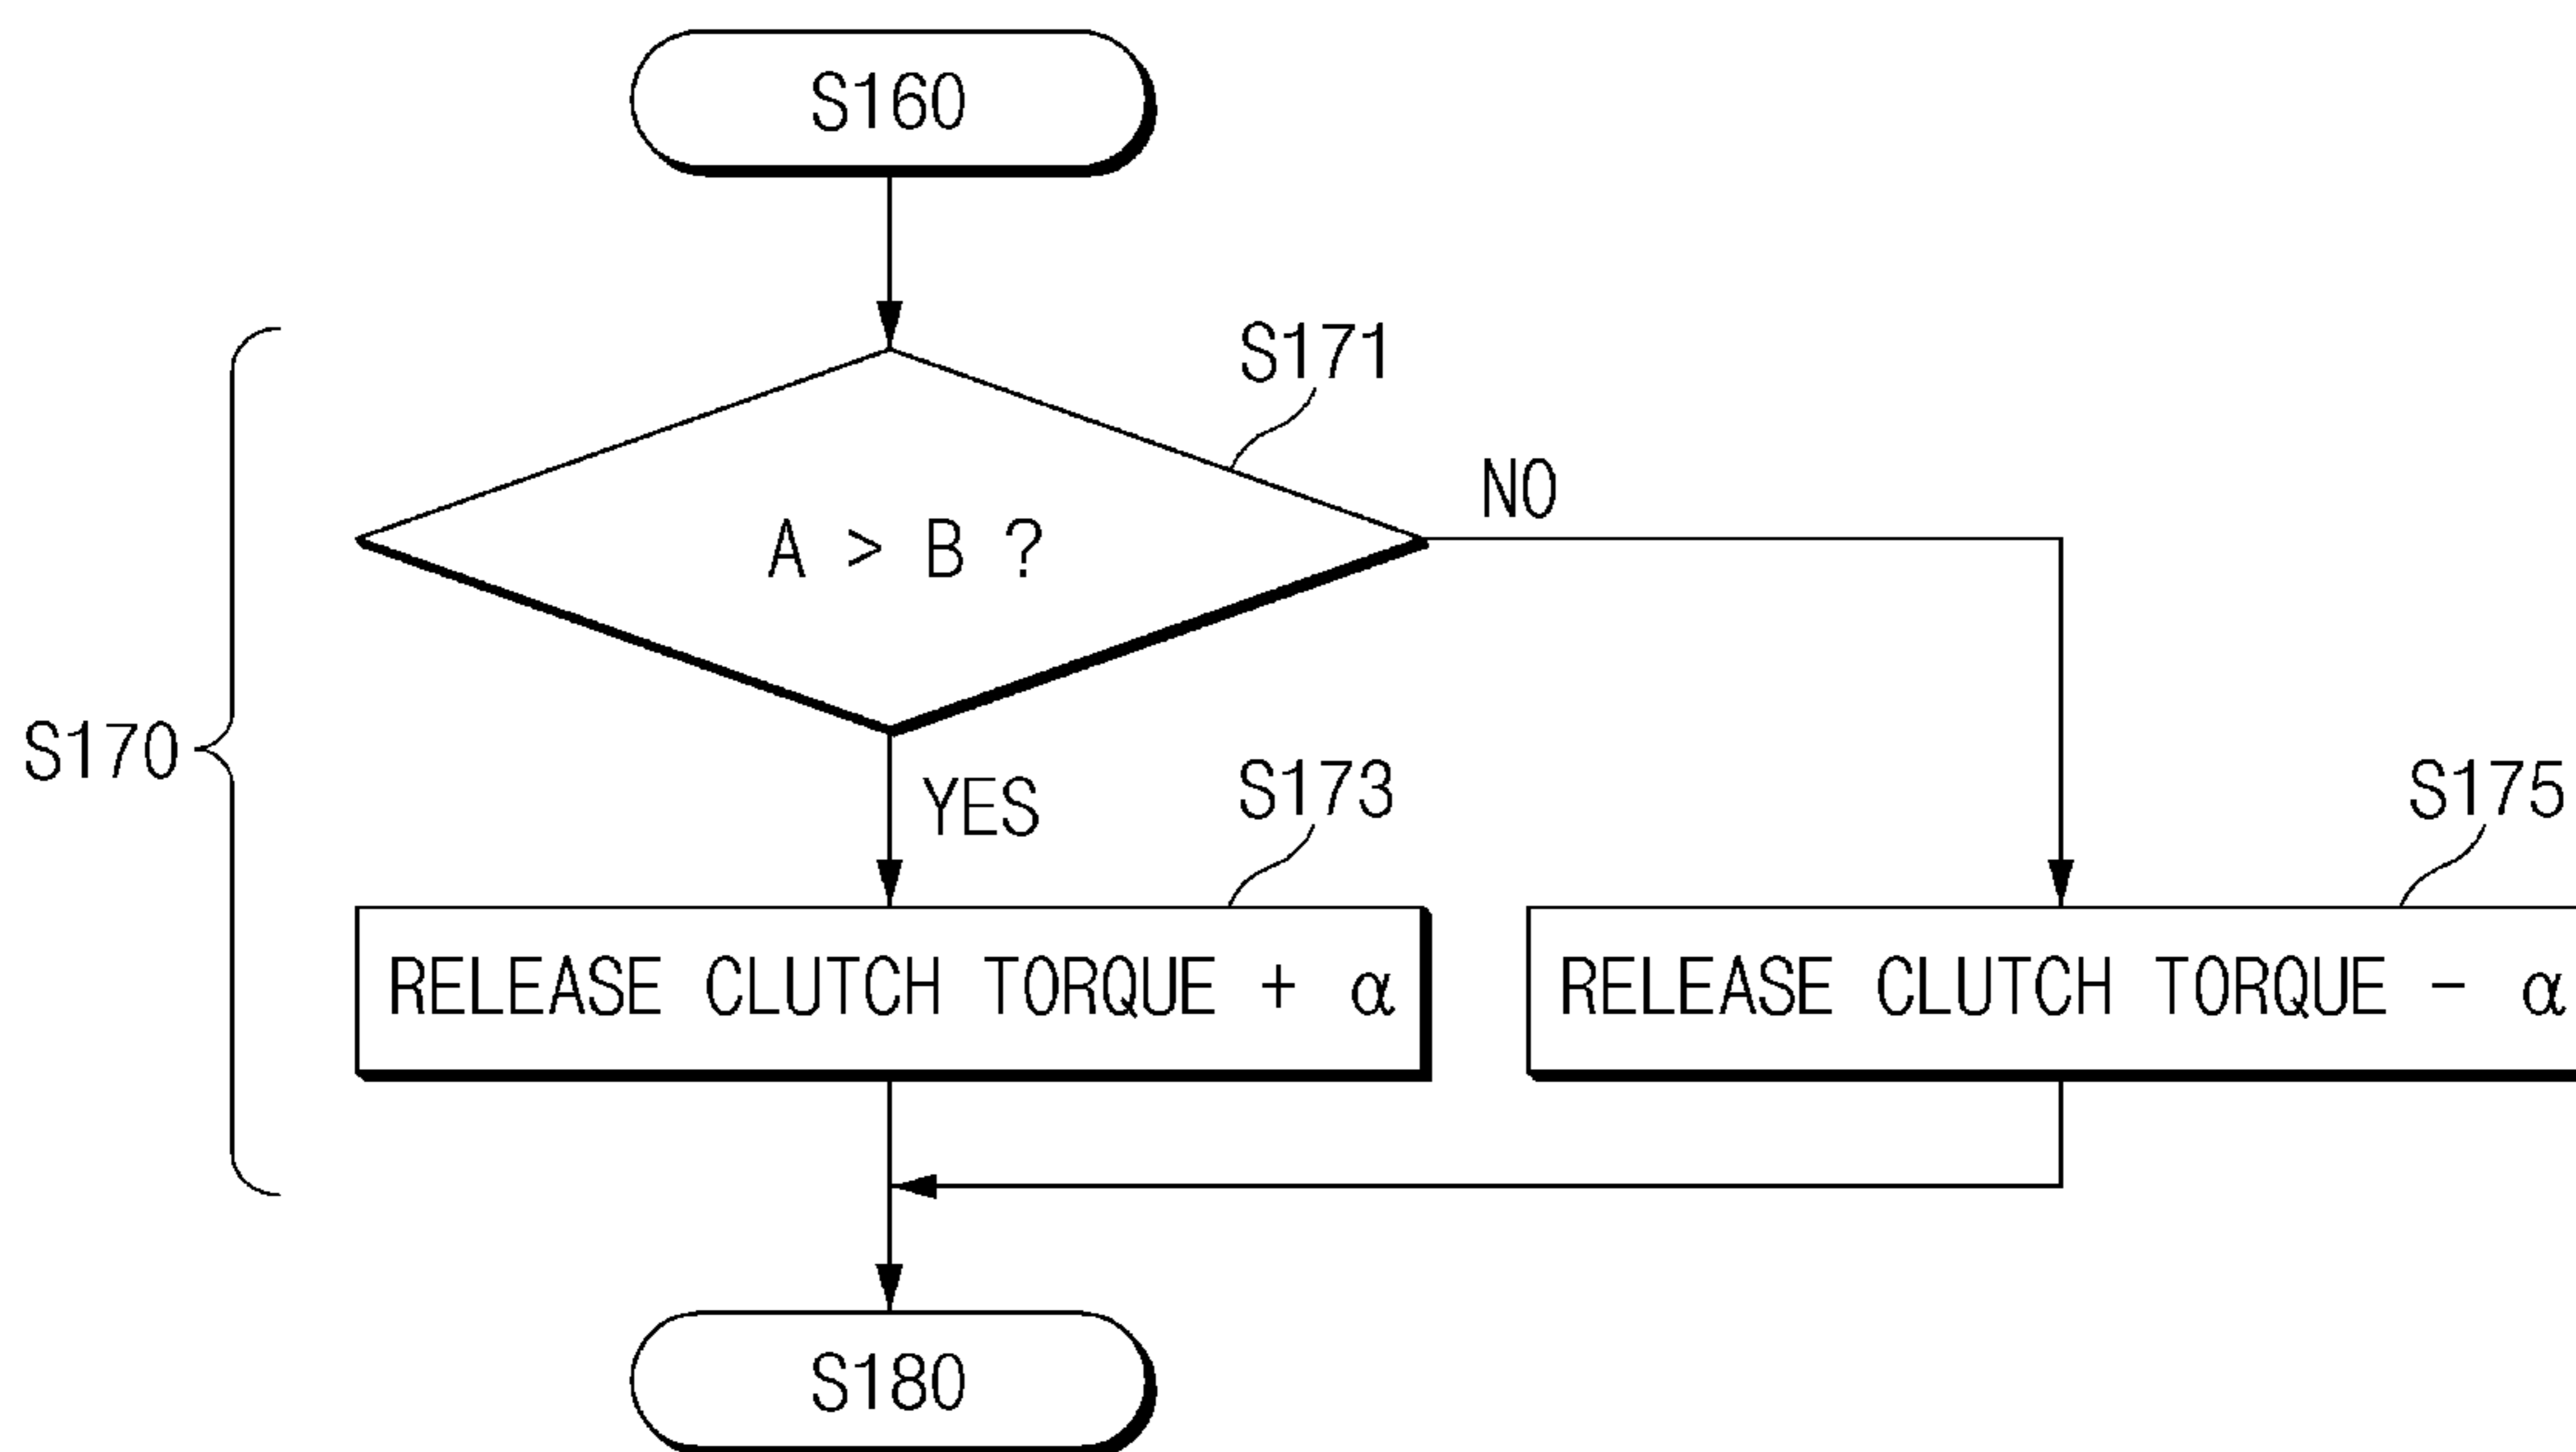 S160
S171
NO
A > B ?
S170
YES
S173
S175
RELEASE CLUTCH TORQUE + α
RELEASE CLUTCH TORQUE - α
S180